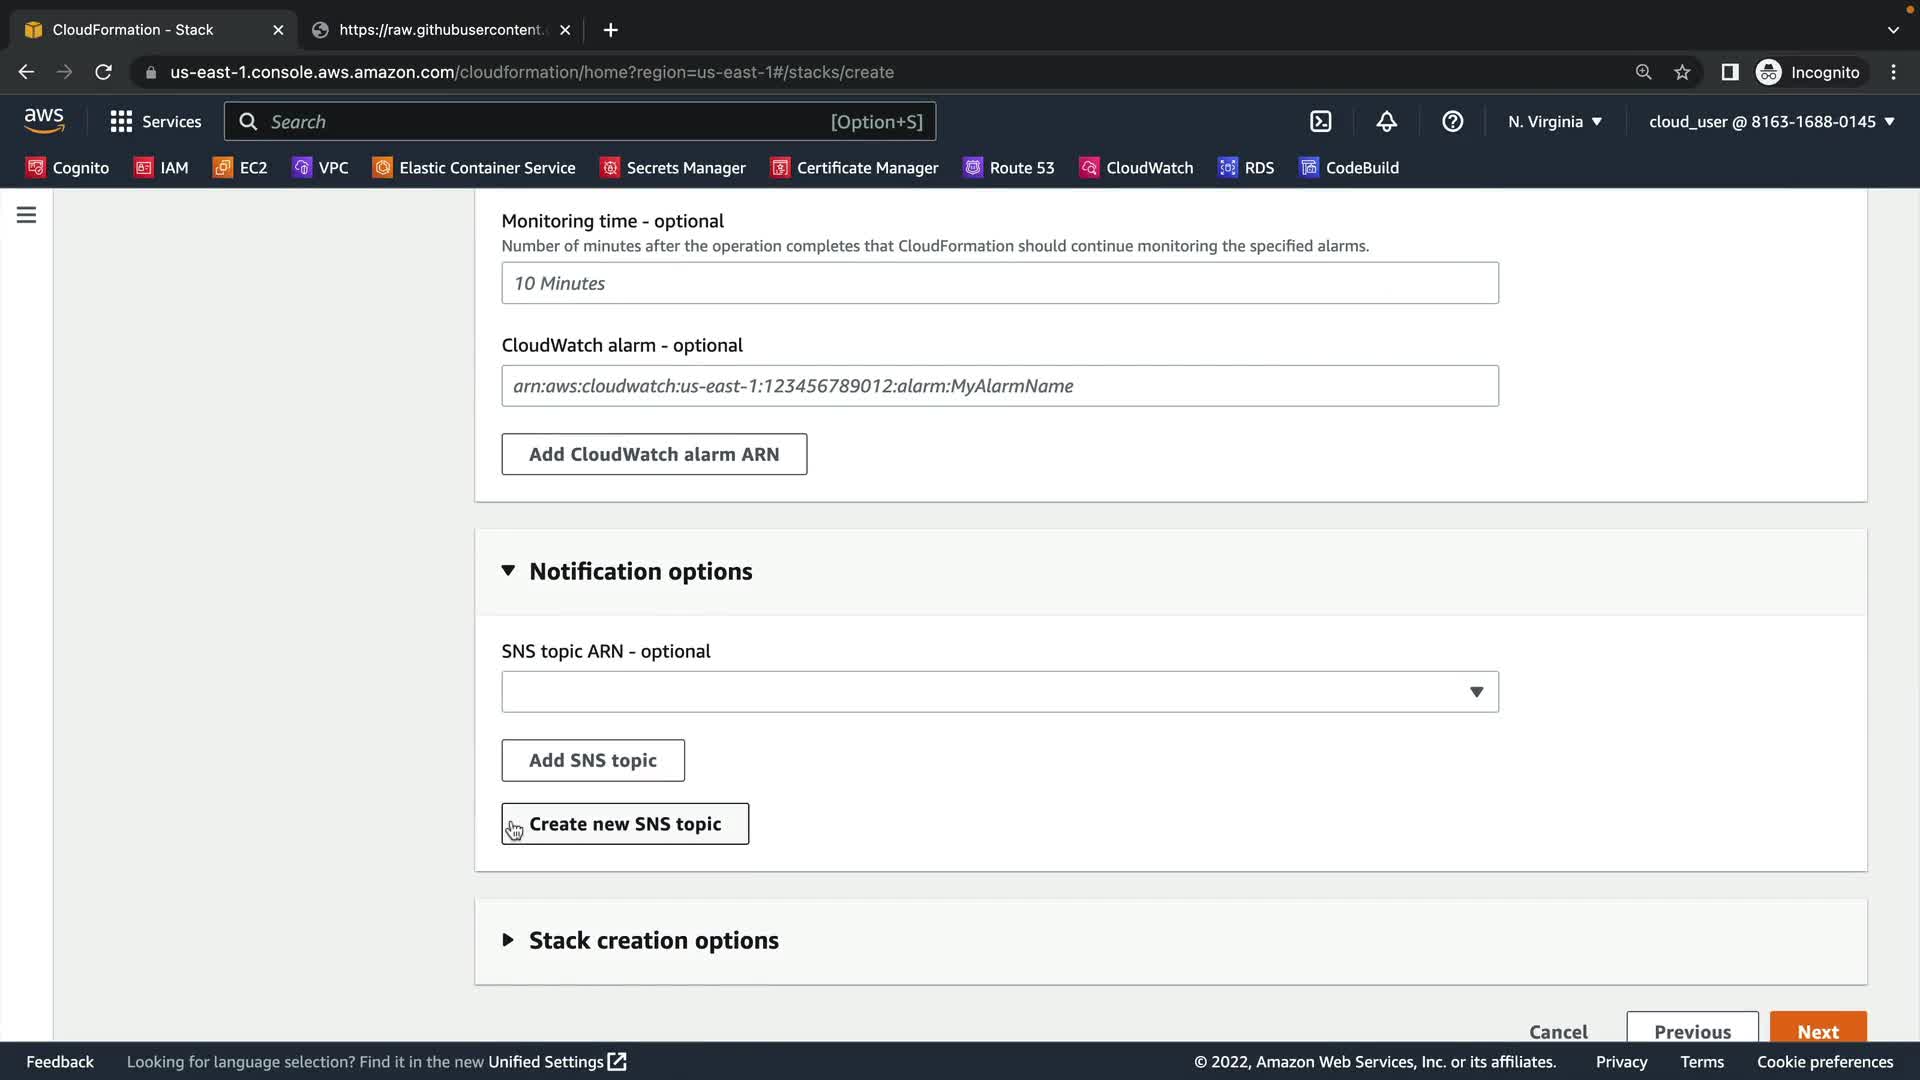 CloudFormation - Stack
https://raw.githubusercontent.
us-east-1.console.aws.amazon.com/cloudformation/home?region=us-east-1#/stacks/create
Incognito
aws
Services
Search
[Option+S]
N. Virginia
cloud_user @ 8163-1688-0145
Cognito
IAM
EC2
VPC
Elastic Container Service
Secrets Manager
Certificate Manager
Route 53
CloudWatch
RDS
CodeBuild
Monitoring time - optional
Number of minutes after the operation completes that CloudFormation should continue monitoring the specified alarms.
10 Minutes
CloudWatch alarm - optional
arn:aws:cloudwatch:us-east-1:123456789012:alarm:MyAlarmName
Add CloudWatch alarm ARN
Notification options
SNS topic ARN - optional
Add SNS topic
Create new SNS topic
Stack creation options
Cancel
Previous
Next
Feedback
Looking for language selection? Find it in the new Unified Settings
© 2022, Amazon Web Services, Inc. or its affiliates.
Privacy
Terms
Cookie preferences